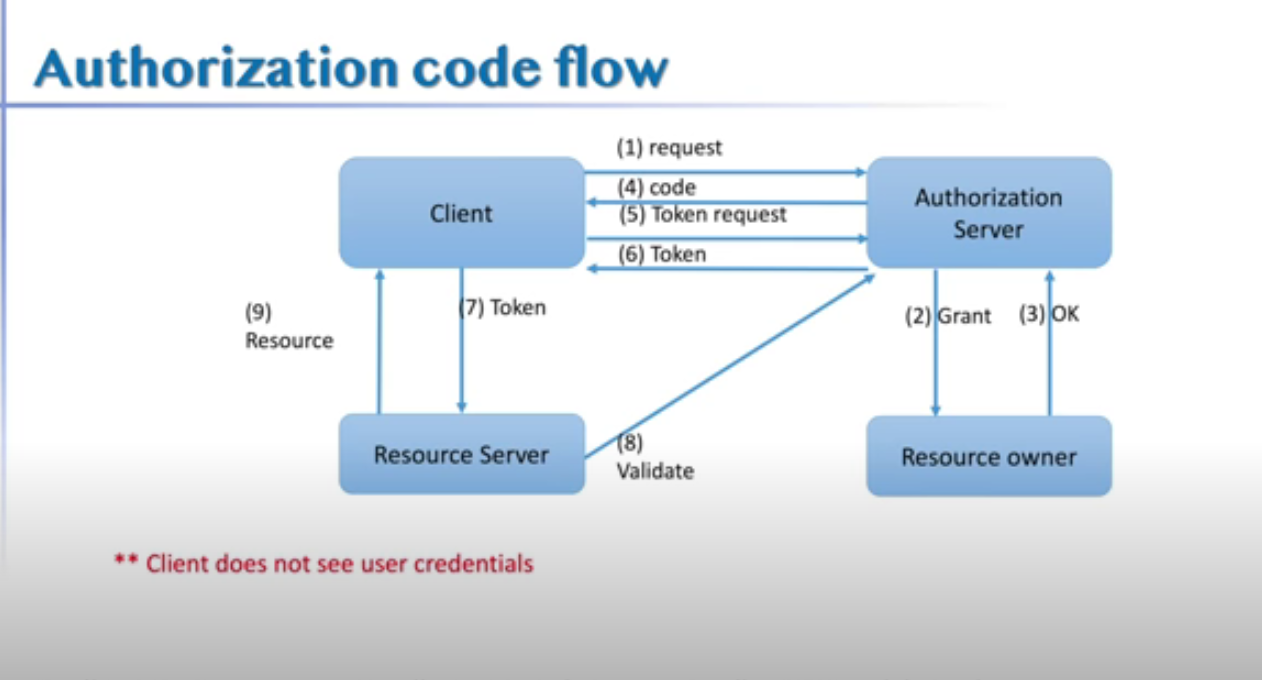 Authorization code flow
(1) request
Client
(4) code
(5) Token request
(6) Token
Authorization
Server
(9)
Resource
(7) Token
(2) Grant
(3) OK
Resource Server
(8)
Validate
Resource owner
** Client does not see user credentials